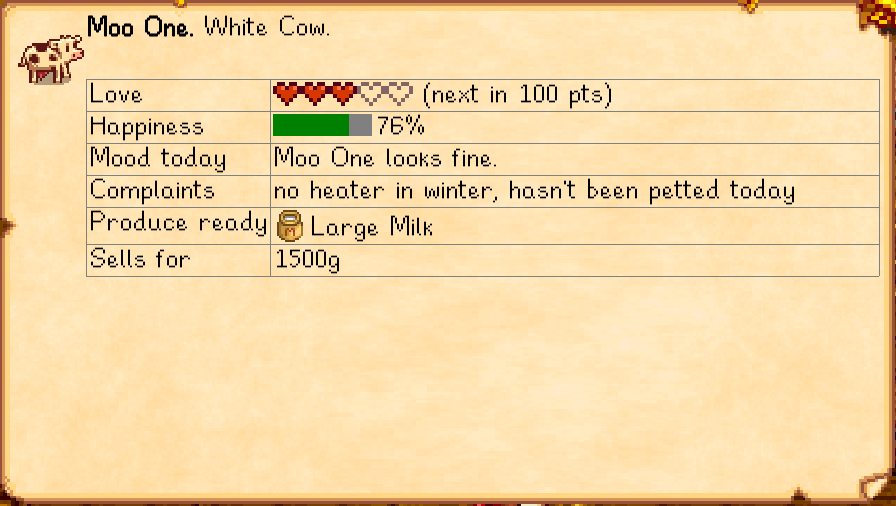 Moo One. White Cow.
Love (next in 100 pts)
Happiness 76%
Mood today Moo One looks fine.
Complaints no heater in winter, hasn't been petted today
Produce ready Large Milk
Sells for 1500g